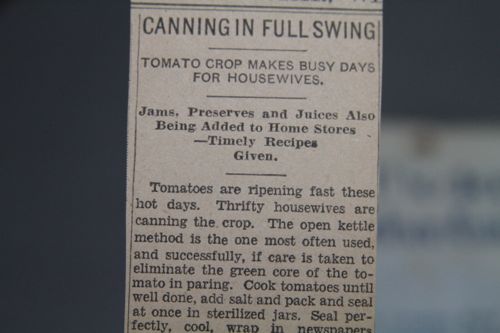 CANNING IN FULL SWING
TOMATO CROP MAKES BUSY DAYS
FOR HOUSEWIVES.
Jams, Preserves and Juices Also
Being Added to Home Stores
—Timely Recipes
Given.
Tomatoes are ripening fast these
hot days. Thrifty housewives are
canning the crop. The open kettle
method is the one most often used,
and successfully, if care is taken to
eliminate the green core of the to-
mato in paring. Cook tomatoes until
well done, add salt and pack and seal
at once in sterilized jars. Seal per-
fectly, cool, wrap in newspapers